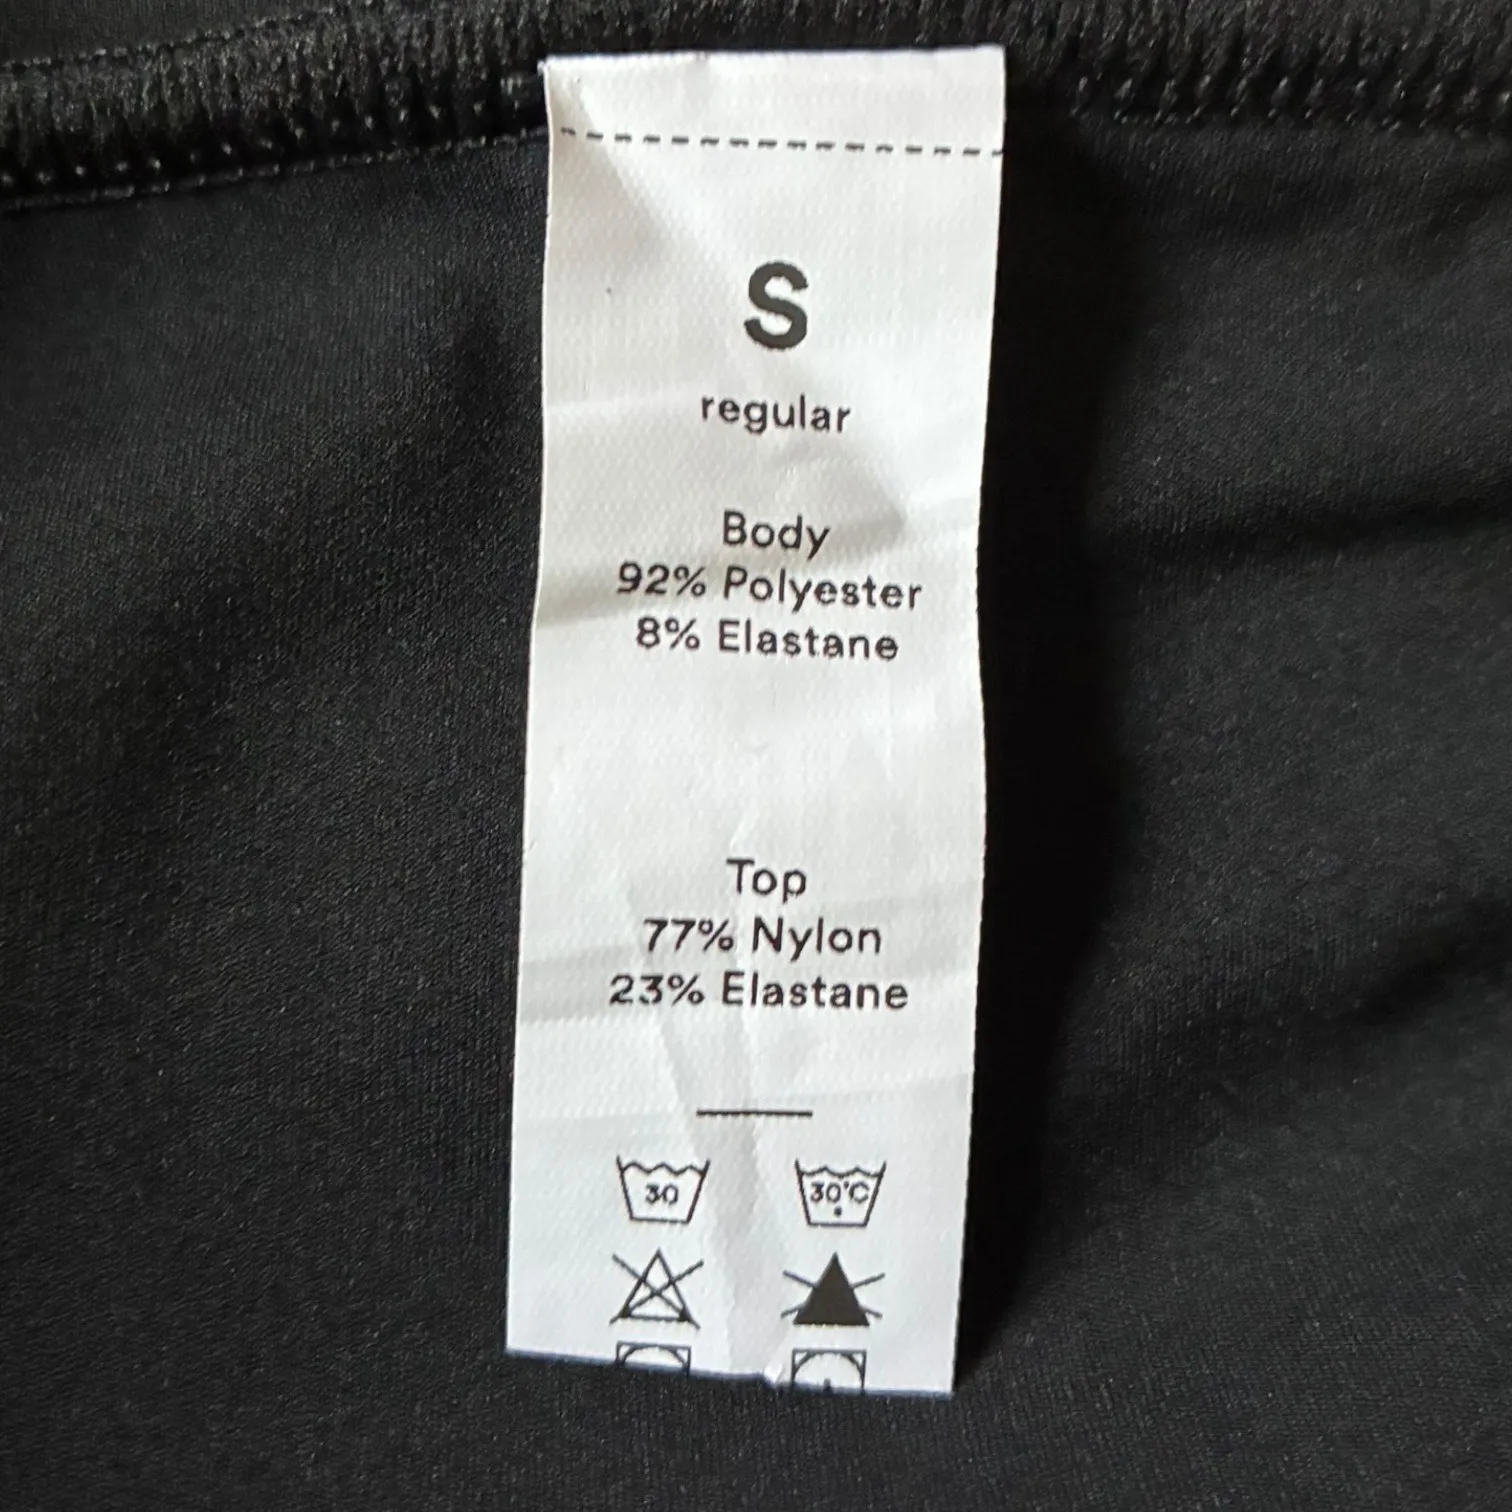 S
regular
Body
92% Polyester
8% Elastane
Top
77% Nylon
23% Elastane
30 30°C